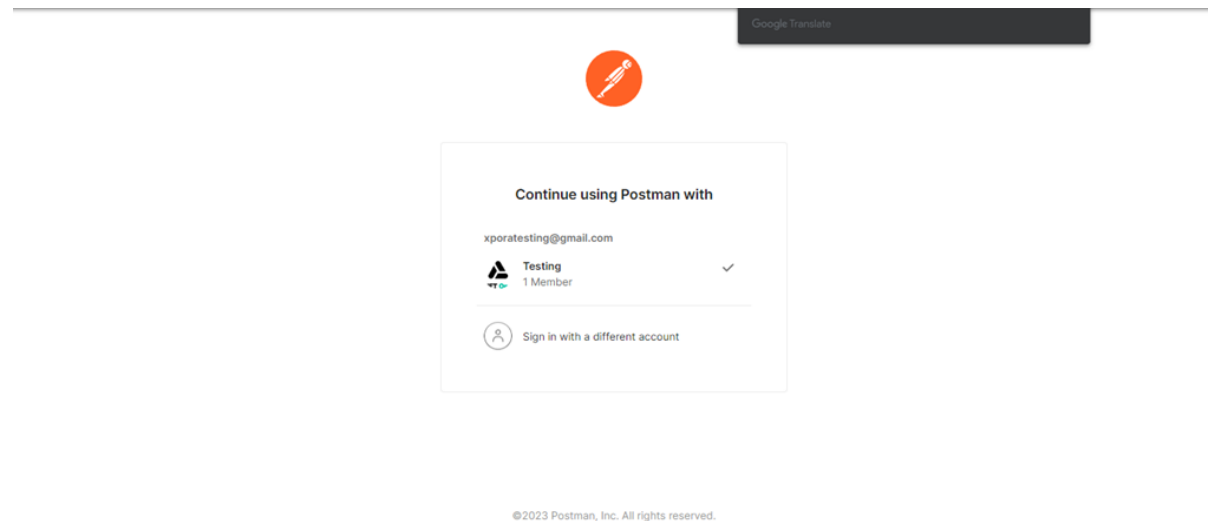 Google Translate
Continue using Postman with
xporatesting@gmail.com
Testing
1 Member
Sign in with a different account
©2023 Postman, Inc. All rights reserved.